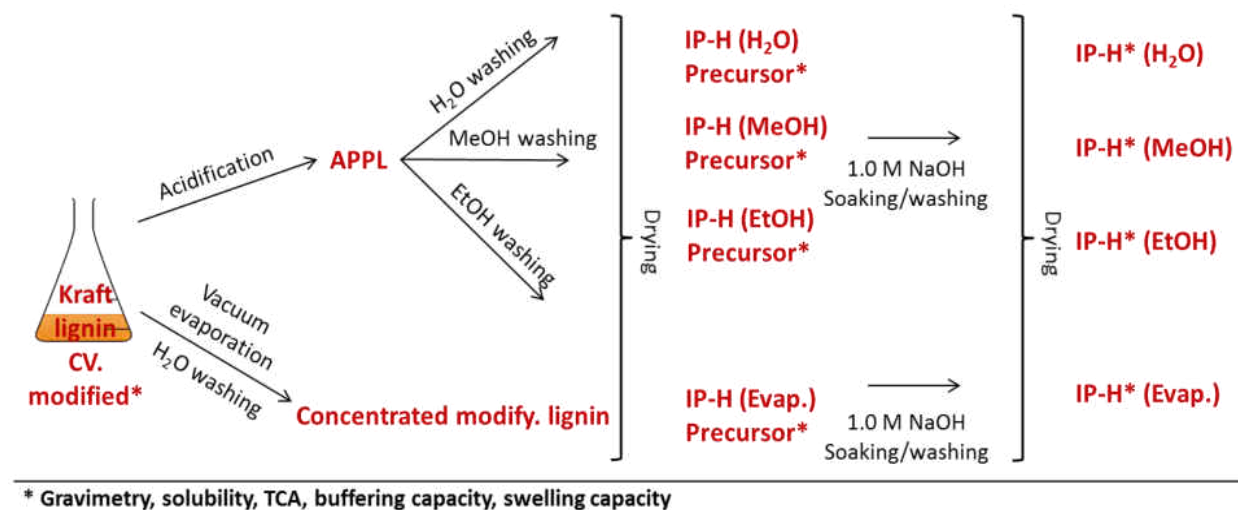 Kraft
lignin
CV.
modified*
Acidification
APPL
H₂O washing
MeOH washing
EtOH washing
Vacuum
evaporation
H₂O washing
Concentrated modify. lignin
Drying
IP-H (H₂O)
Precursor*
IP-H (MeOH)
Precursor*
IP-H (EtOH)
Precursor*
IP-H (Evap.)
Precursor*
1.0 M NaOH
Soaking/washing
1.0 M NaOH
Soaking/washing
Drying
IP-H* (H₂O)
IP-H* (MeOH)
IP-H* (EtOH)
IP-H* (Evap.)
* Gravimetry, solubility, TCA, buffering capacity, swelling capacity